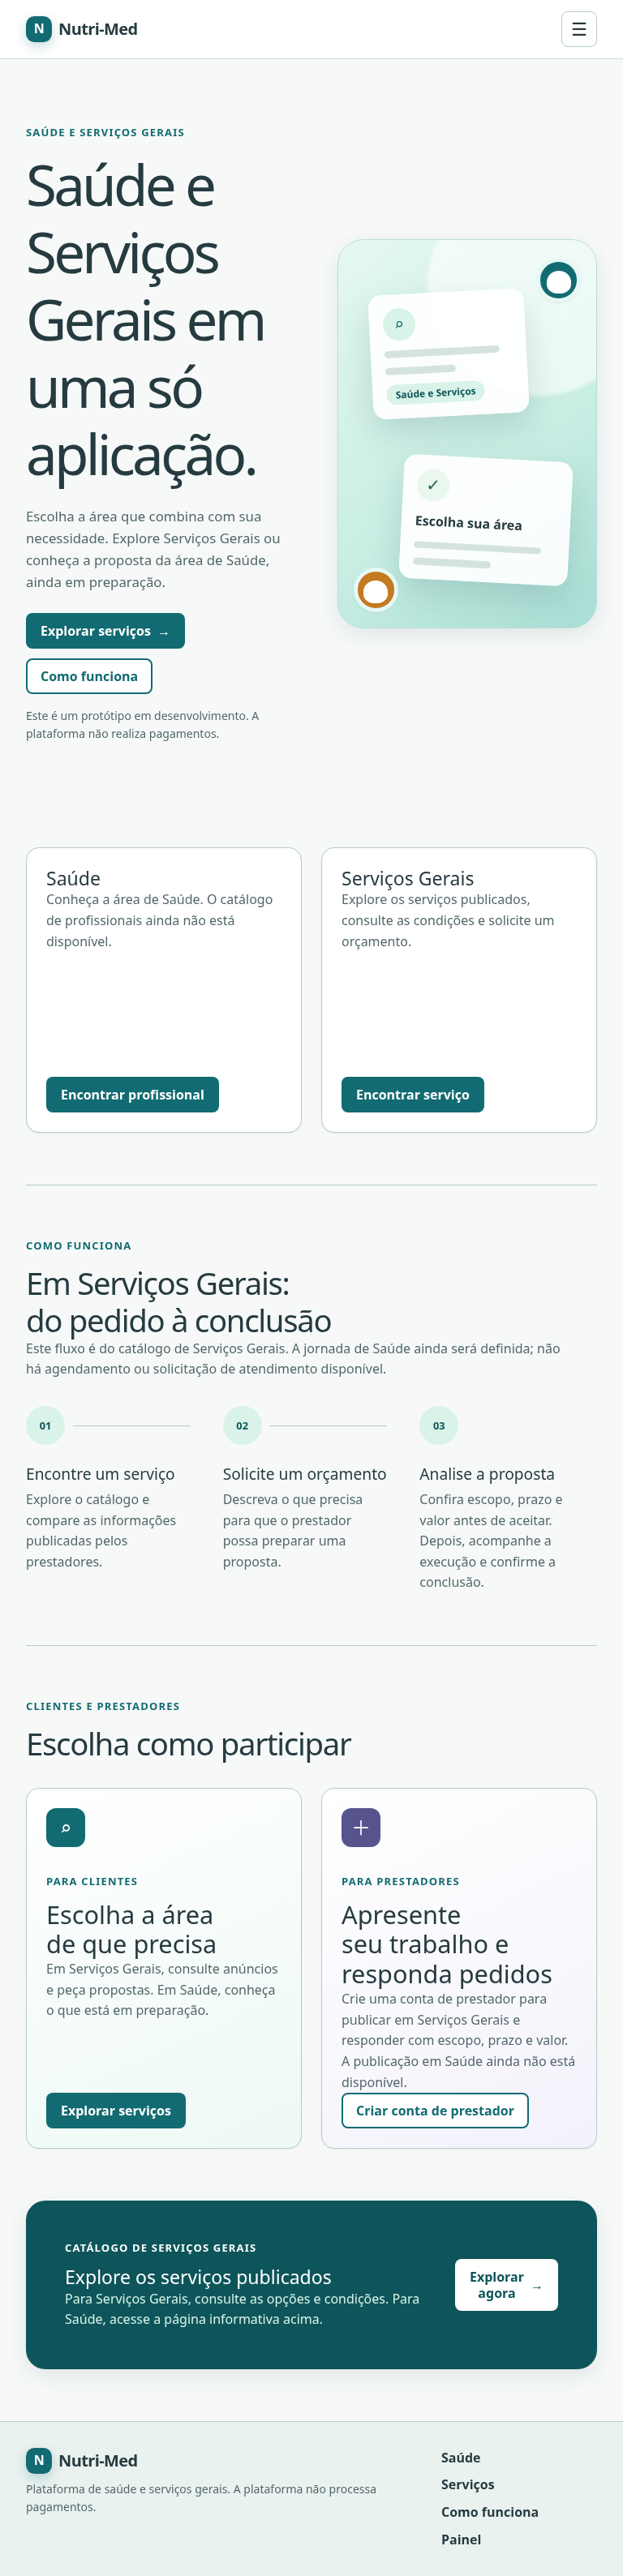 N Nutri-Med
☰
SAÚDE E SERVIÇOS GERAIS
Saúde e
Serviços
Gerais em
uma só
aplicação.
Escolha a área que combina com sua
necessidade. Explore Serviços Gerais ou
conheça a proposta da área de Saúde,
ainda em preparação.
Explorar serviços →
Como funciona
Este é um protótipo em desenvolvimento. A
plataforma não realiza pagamentos.
Saúde e Serviços
✓
Escolha sua área
Saúde
Conheça a área de Saúde. O catálogo
de profissionais ainda não está
disponível.
Encontrar profissional
Serviços Gerais
Explore os serviços publicados,
consulte as condições e solicite um
orçamento.
Encontrar serviço
COMO FUNCIONA
Em Serviços Gerais:
do pedido à conclusão
Este fluxo é do catálogo de Serviços Gerais. A jornada de Saúde ainda será definida; não
há agendamento ou solicitação de atendimento disponível.
01
Encontre um serviço
Explore o catálogo e
compare as informações
publicadas pelos
prestadores.
02
Solicite um orçamento
Descreva o que precisa
para que o prestador
possa preparar uma
proposta.
03
Analise a proposta
Confira escopo, prazo e
valor antes de aceitar.
Depois, acompanhe a
execução e confirme a
conclusão.
CLIENTES E PRESTADORES
Escolha como participar
PARA CLIENTES
Escolha a área
de que precisa
Em Serviços Gerais, consulte anúncios
e peça propostas. Em Saúde, conheça
o que está em preparação.
Explorar serviços
PARA PRESTADORES
Apresente
seu trabalho e
responda pedidos
Crie uma conta de prestador para
publicar em Serviços Gerais e
responder com escopo, prazo e valor.
A publicação em Saúde ainda não está
disponível.
Criar conta de prestador
CATÁLOGO DE SERVIÇOS GERAIS
Explore os serviços publicados
Para Serviços Gerais, consulte as opções e condições. Para
Saúde, acesse a página informativa acima.
Explorar
agora →
N Nutri-Med
Plataforma de saúde e serviços gerais. A plataforma não processa
pagamentos.
Saúde
Serviços
Como funciona
Painel